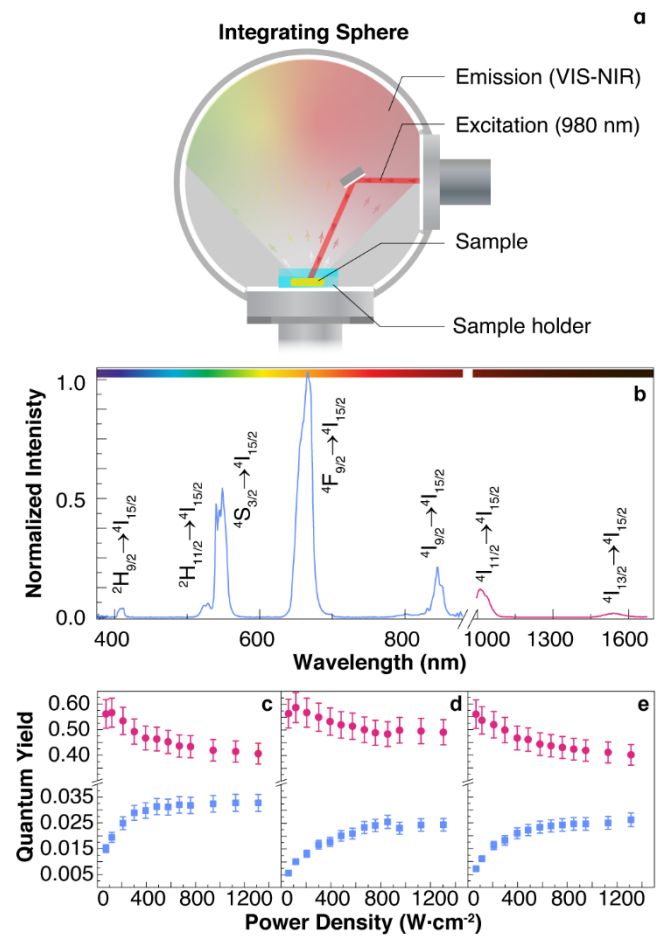 a
Integrating Sphere
Emission (VIS-NIR)
Excitation (980 nm)
Sample
Sample holder
b
Normalized Intenisty
1.0
0.5
0.0
²H₉/₂→⁴I₁₅/₂
²H₁₁/₂→⁴I₁₅/₂
⁴S₃/₂→⁴I₁₅/₂
⁴F₉/₂→⁴I₁₅/₂
⁴I₉/₂→⁴I₁₅/₂
⁴I₁₁/₂→⁴I₁₅/₂
⁴I₁₃/₂→⁴I₁₅/₂
400 600 800 1000 1300 1600
Wavelength (nm)
c d e
Quantum Yield
0.60
0.50
0.40
0.035
0.025
0.015
0.005
0 400 800 1200 0 400 800 1200 0 400 800 1200
Power Density (W·cm⁻²)